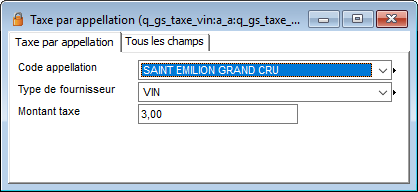 Taxe par appellation (q_gs_taxe_vin:a_a:q_gs_taxe_...
Taxe par appellation
Tous les champs
Code appellation
SAINT EMILION GRAND CRU
Type de fournisseur
VIN
Montant taxe
3,00